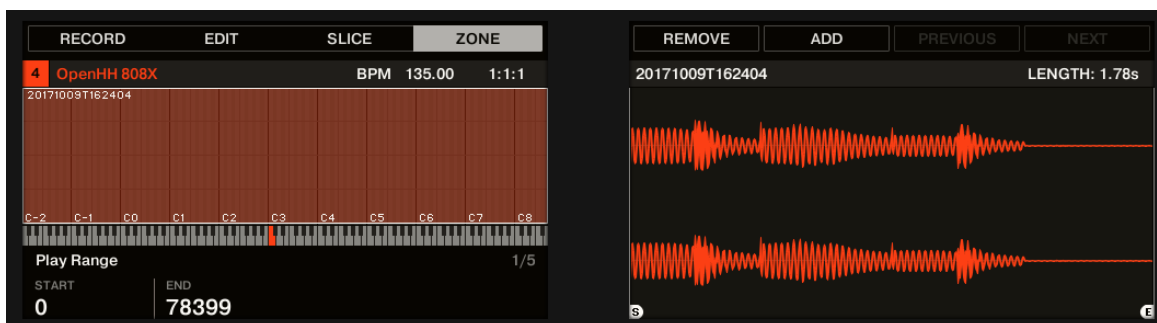 RECORD EDIT SLICE ZONE
4 OpenHH 808X BPM 135.00 1:1:1
20171009T162404
C-2 C-1 C0 C1 C2 C3 C4 C5 C6 C7 C8
Play Range 1/5
START END
0 78399
REMOVE ADD PREVIOUS NEXT
20171009T162404 LENGTH: 1.78s
S E